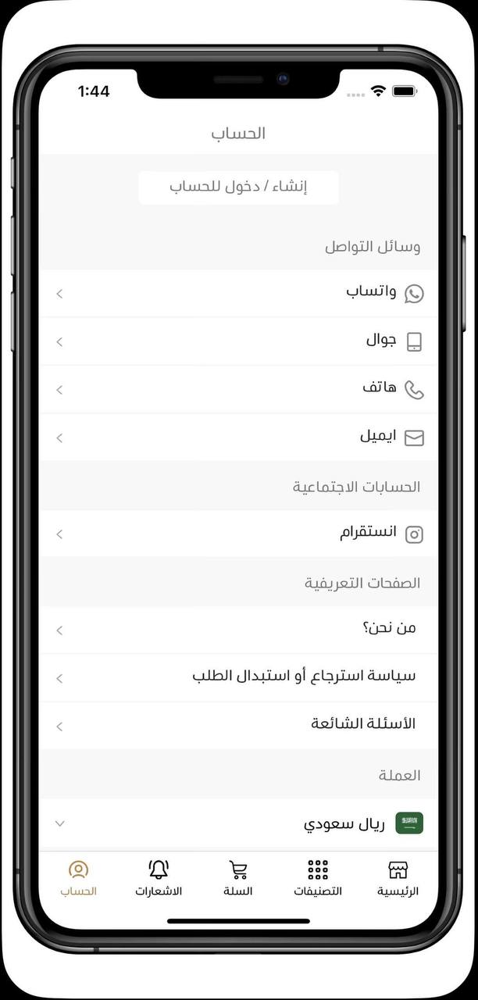 1:44
الحساب
إنشاء / دخول للحساب
وسائل التواصل
واتساب
جوال
هاتف
ايميل
الحسابات الاجتماعية
انستقرام
الصفحات التعريفية
من نحن؟
سياسة استرجاع أو استبدال الطلب
الأسئلة الشائعة
العملة
ريال سعودي
الرئيسية التصنيفات السلة الاشعارات الحساب